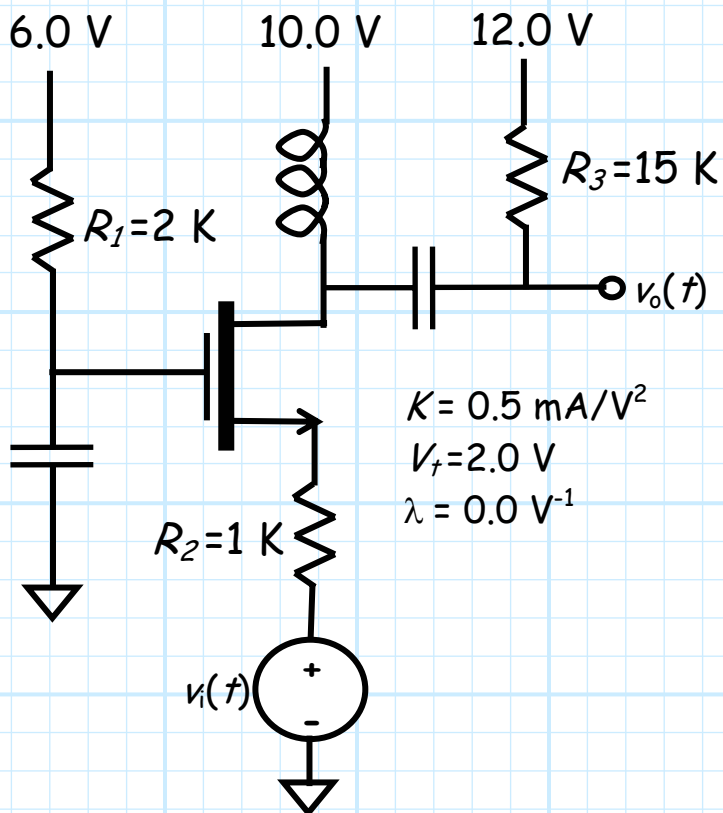 6.0 V
10.0 V
12.0 V
R₃=15 K
R₁=2 K
vₒ(t)
K= 0.5 mA/V²
Vₜ=2.0 V
λ = 0.0 V⁻¹
R₂=1 K
+
vᵢ(t)
-